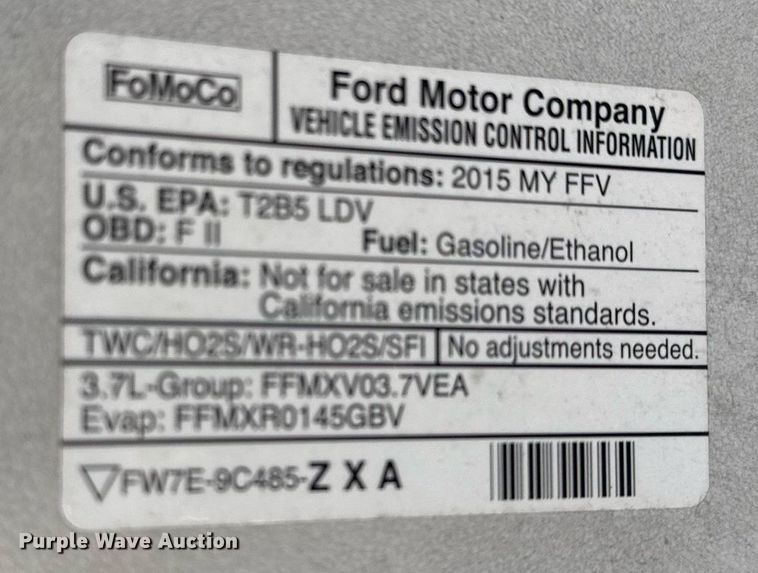 FoMoCo
Ford Motor Company
VEHICLE EMISSION CONTROL INFORMATION
Conforms to regulations: 2015 MY FFV
U.S. EPA: T2B5 LDV
OBD: F II Fuel: Gasoline/Ethanol
California: Not for sale in states with
California emissions standards.
TWC/HO2S/WR-HO2S/SFI No adjustments needed.
3.7L-Group: FFMXV03.7VEA
Evap: FFMXR0145GBV
FW7E-9C485-Z X A
Purple Wave Auction